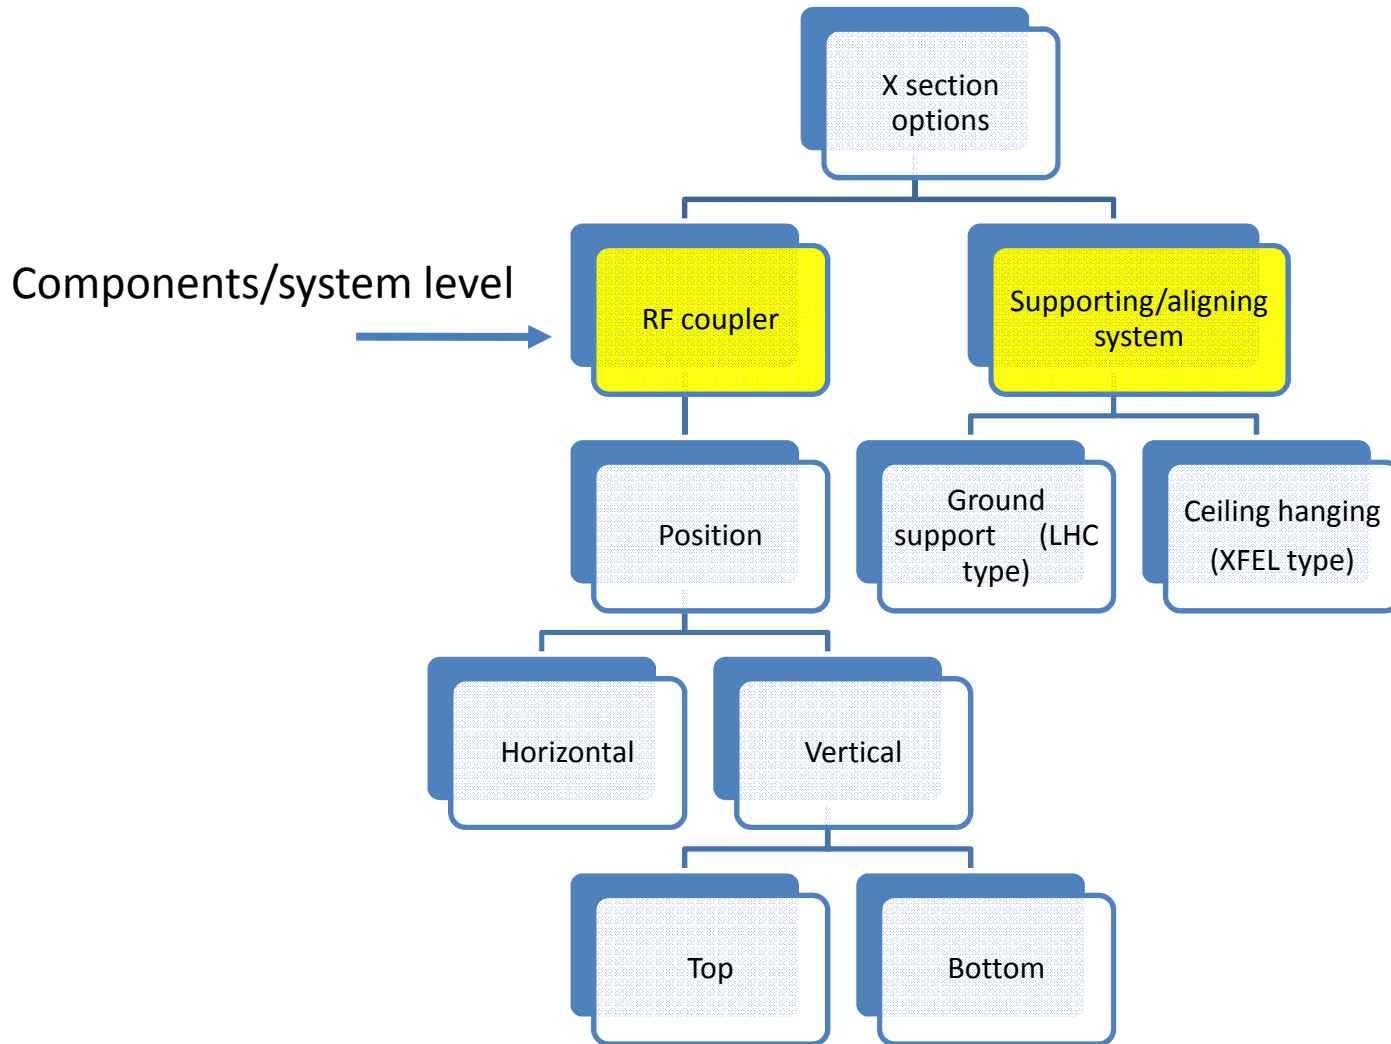 X section
options
Components/system level
RF coupler
Supporting/aligning
system
Position
Ground
support (LHC
type)
Ceiling hanging
(XFEL type)
Horizontal
Vertical
Top
Bottom